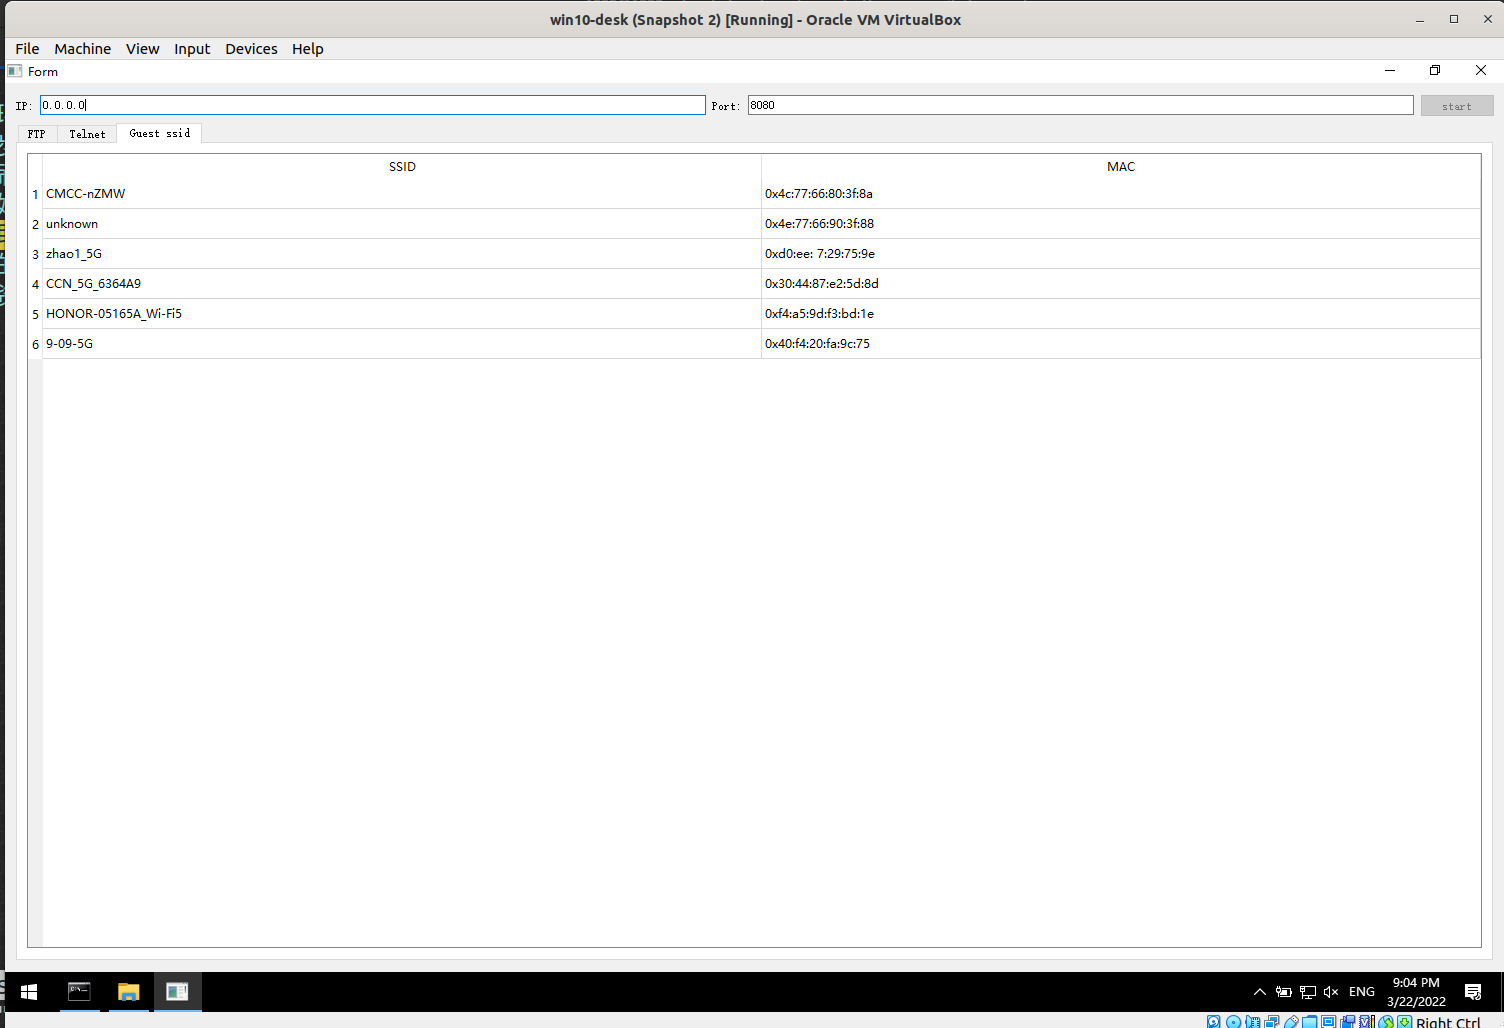 win10-desk (Snapshot 2) [Running] - Oracle VM VirtualBox
File Machine View Input Devices Help
Form
IP: 0.0.0.0 Port: 8080 start
FTP Telnet Guest ssid
SSID MAC
1 CMCC-nZMW 0x4c:77:66:80:3f:8a
2 unknown 0x4e:77:66:90:3f:88
3 zhao1_5G 0xd0:ee: 7:29:75:9e
4 CCN_5G_6364A9 0x30:44:87:e2:5d:8d
5 HONOR-05165A_Wi-Fi5 0xf4:a5:9d:f3:bd:1e
6 9-09-5G 0x40:f4:20:fa:9c:75
ENG
9:04 PM
3/22/2022
Right Ctrl